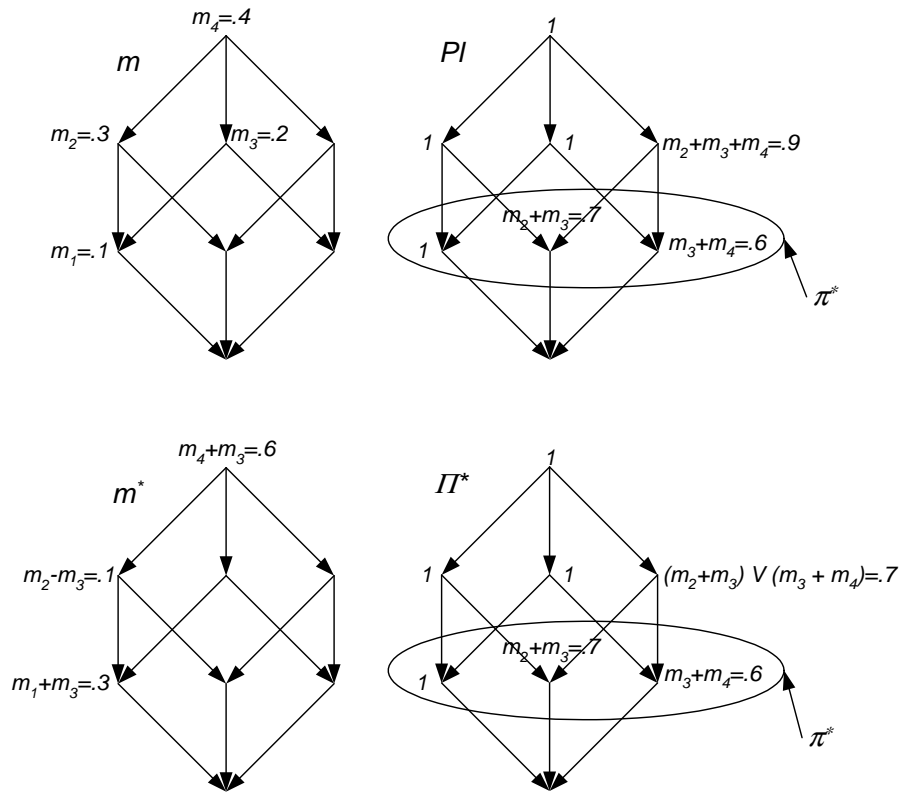 m₄=.4
m
m₂=.3
m₃=.2
m₁=.1
1
Pl
1
1
m₂+m₃+m₄=.9
m₂+m₃=.7
1
m₃+m₄=.6
π*
m₄+m₃=.6
m*
m₂-m₃=.1
m₁+m₃=.3
1
Π*
1
1
(m₂+m₃) V (m₃ + m₄)=.7
m₂+m₃=.7
1
m₃+m₄=.6
π*